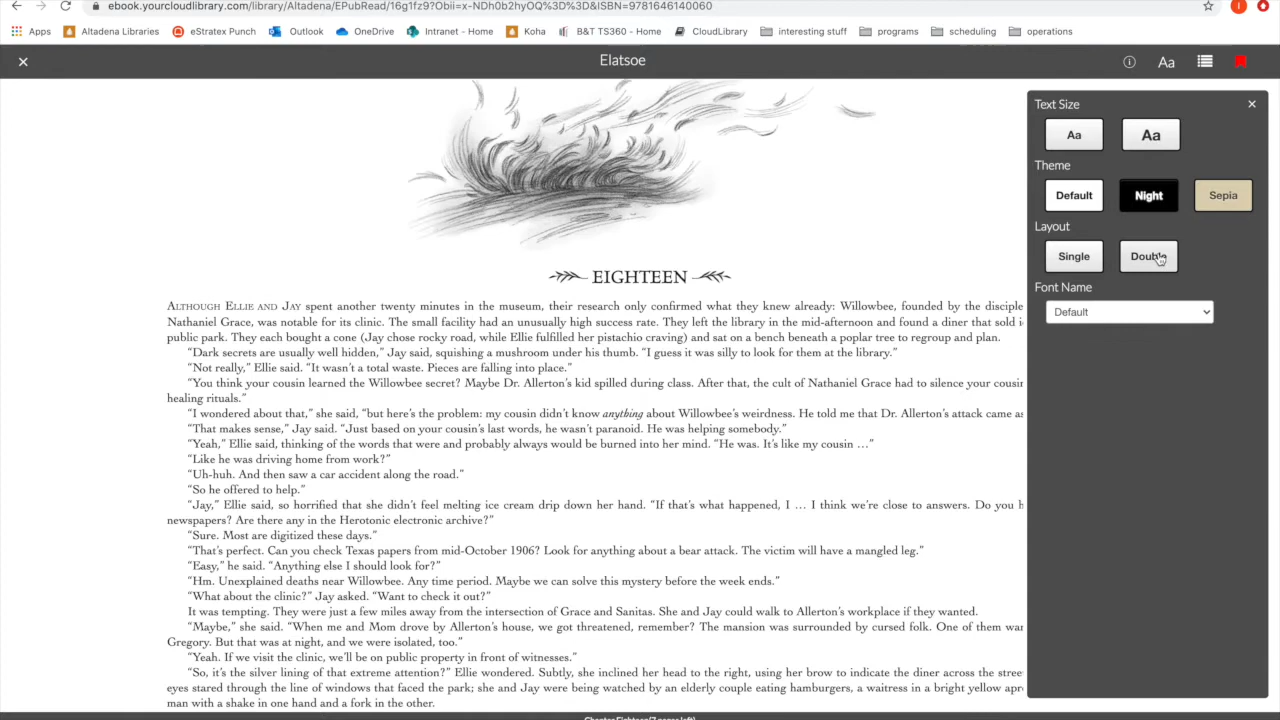 ebook.yourcloudlibrary.com/library/Altadena/EPubRead/16g1fz9?Obii=x-NDh0b2hyOQ%3D%3D&ISBN=9781646140060
Apps Altadena Libraries eStratex Punch Outlook OneDrive Intranet - Home Koha B&T TS360 - Home CloudLibrary interesting stuff programs scheduling operations
Elatsoe
Aa
Text Size
Aa Aa
Theme
Default Night Sepia
Layout
Single Double
Font Name
Default
EIGHTEEN
ALTHOUGH ELLIE AND JAY spent another twenty minutes in the museum, their research only confirmed what they knew already: Willowbee, founded by the disciple
Nathaniel Grace, was notable for its clinic. The small facility had an unusually high success rate. They left the library in the mid-afternoon and found a diner that sold
public park. They each bought a cone (Jay chose rocky road, while Ellie fulfilled her pistachio craving) and sat on a bench beneath a poplar tree to regroup and plan.
“Dark secrets are usually well hidden,” Jay said, squishing a mushroom under his thumb. “I guess it was silly to look for them at the library.”
“Not really,” Ellie said. “It wasn’t a total waste. Pieces are falling into place.”
“You think your cousin learned the Willowbee secret? Maybe Dr. Allerton’s kid spilled during class. After that, the cult of Nathaniel Grace had to silence your cousin
healing rituals.”
“I wondered about that,” she said, “but here’s the problem: my cousin didn’t know anything about Willowbee’s weirdness. He told me that Dr. Allerton’s attack came as
“That makes sense,” Jay said. “Just based on your cousin’s last words, he wasn’t paranoid. He was helping somebody.”
“Yeah,” Ellie said, thinking of the words that were and probably always would be burned into her mind. “He was. It’s like my cousin …”
“Like he was driving home from work?”
“Uh-huh. And then saw a car accident along the road.”
“So he offered to help.”
“Jay,” Ellie said, so horrified that she didn’t feel melting ice cream drip down her hand. “If that’s what happened, I … I think we’re close to answers. Do you h
newspapers? Are there any in the Herotonic electronic archive?”
“Sure. Most are digitized these days.”
“That’s perfect. Can you check Texas papers from mid-October 1906? Look for anything about a bear attack. The victim will have a mangled leg.”
“Easy,” he said. “Anything else I should look for?”
“Hm. Unexplained deaths near Willowbee. Any time period. Maybe we can solve this mystery before the week ends.”
“What about the clinic?” Jay asked. “Want to check it out?”
It was tempting. They were just a few miles away from the intersection of Grace and Sanitas. She and Jay could walk to Allerton’s workplace if they wanted.
“Maybe,” she said. “When me and Mom drove by Allerton’s house, we got threatened, remember? The mansion was surrounded by cursed folk. One of them war
Gregory. But that was at night, and we were isolated, too.”
“Yeah. If we visit the clinic, we’ll be on public property in front of witnesses.”
“So, it’s the silver lining of that extreme attention?” Ellie wondered. Subtly, she inclined her head to the right, using her brow to indicate the diner across the stree
eyes stared through the line of windows that faced the park; she and Jay were being watched by an elderly couple eating hamburgers, a waitress in a bright yellow apr
man with a shake in one hand and a fork in the other.
Chapter Eighteen (7 pages left)